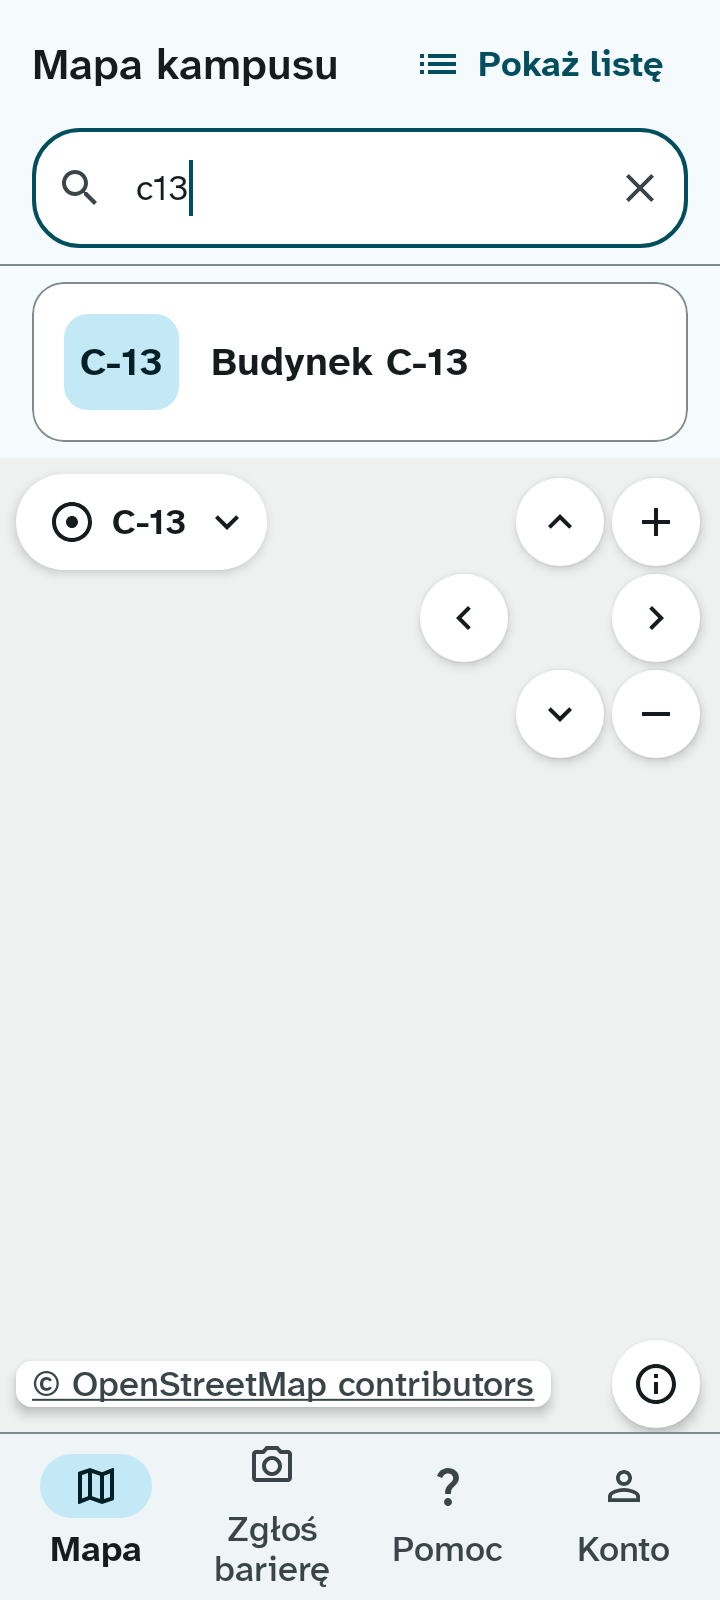 Mapa kampusu
Pokaż listę
c13
C-13
Budynek C-13
C-13
© OpenStreetMap contributors
Mapa
Zgłoś
barierę
Pomoc
Konto